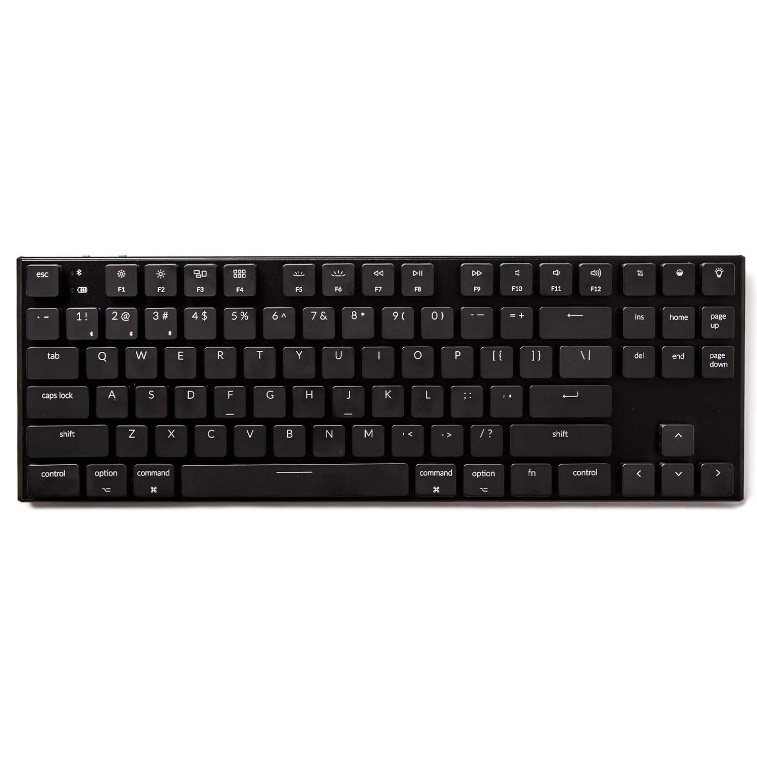 esc F1 F2 F3 F4 F5 F6 F7 F8 F9 F10 F11 F12
` ~ 1 ! 2 @ 3 # 4 $ 5 % 6 ^ 7 & 8 * 9 ( 0 ) - _ = + ← ins home page up
tab Q W E R T Y U I O P [ { ] } \ | del end page down
caps lock A S D F G H J K L ; : ' "
shift Z X C V B N M , < . > / ? shift
control option ⌥ command ⌘ command ⌘ option ⌥ fn control